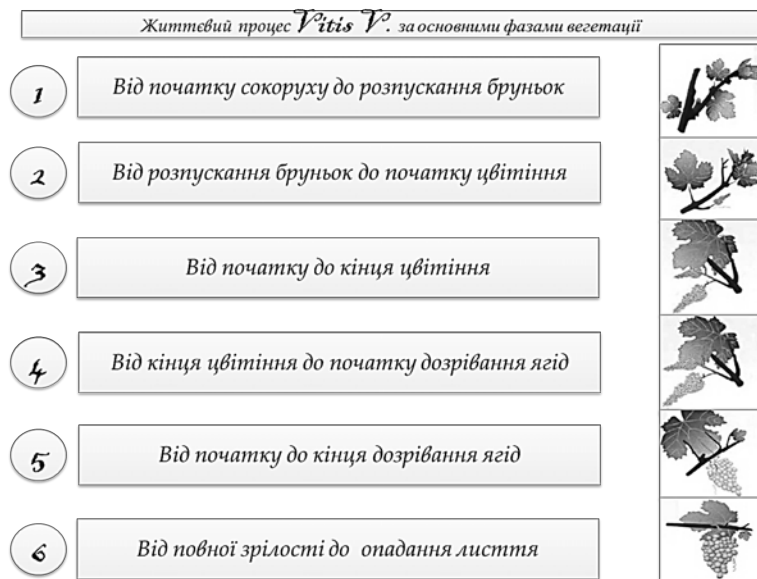 Життєвий процес Vitis V. за основними фазами вегетації
1 Від початку сокоруху до розпускання бруньок
2 Від розпускання бруньок до початку цвітіння
3 Від початку до кінця цвітіння
4 Від кінця цвітіння до початку дозрівання ягід
5 Від початку до кінця дозрівання ягід
6 Від повної зрілості до опадання лисття